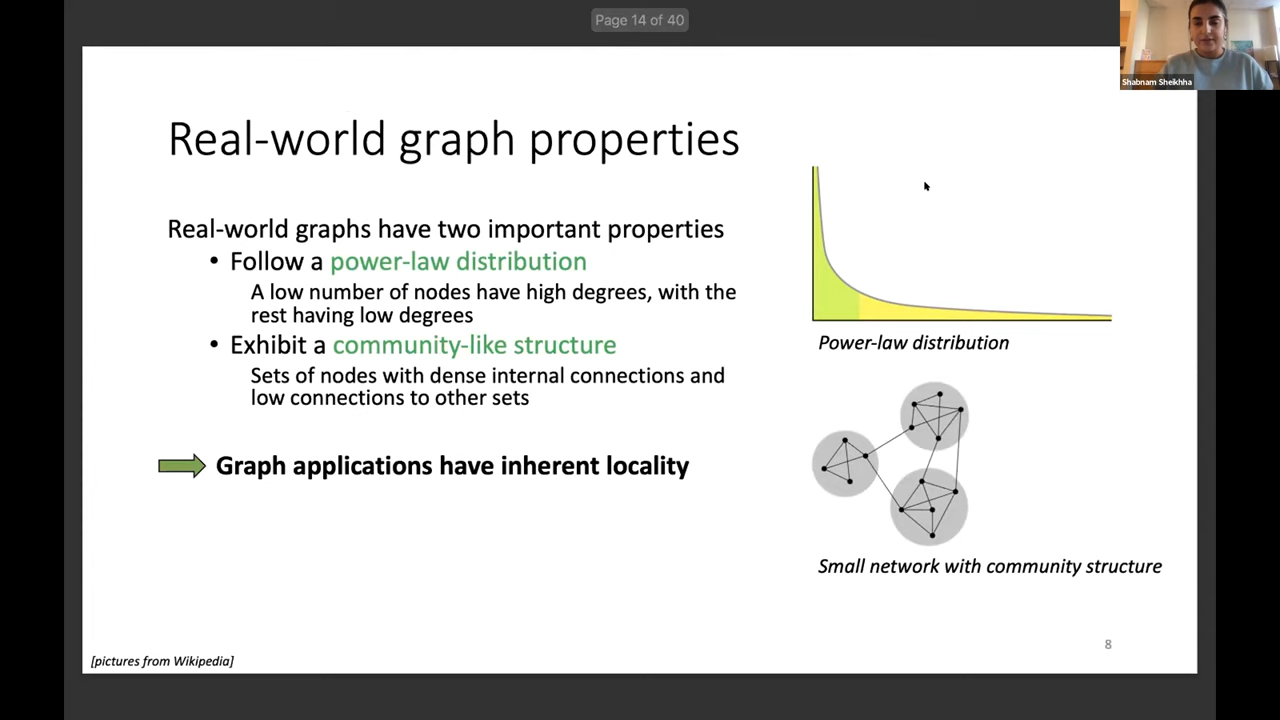 Page 14 of 40
Shabnam Sheikhha
Real-world graph properties
Real-world graphs have two important properties
• Follow a power-law distribution
A low number of nodes have high degrees, with the
rest having low degrees
• Exhibit a community-like structure
Sets of nodes with dense internal connections and
low connections to other sets
Graph applications have inherent locality
Power-law distribution
Small network with community structure
8
[pictures from Wikipedia]